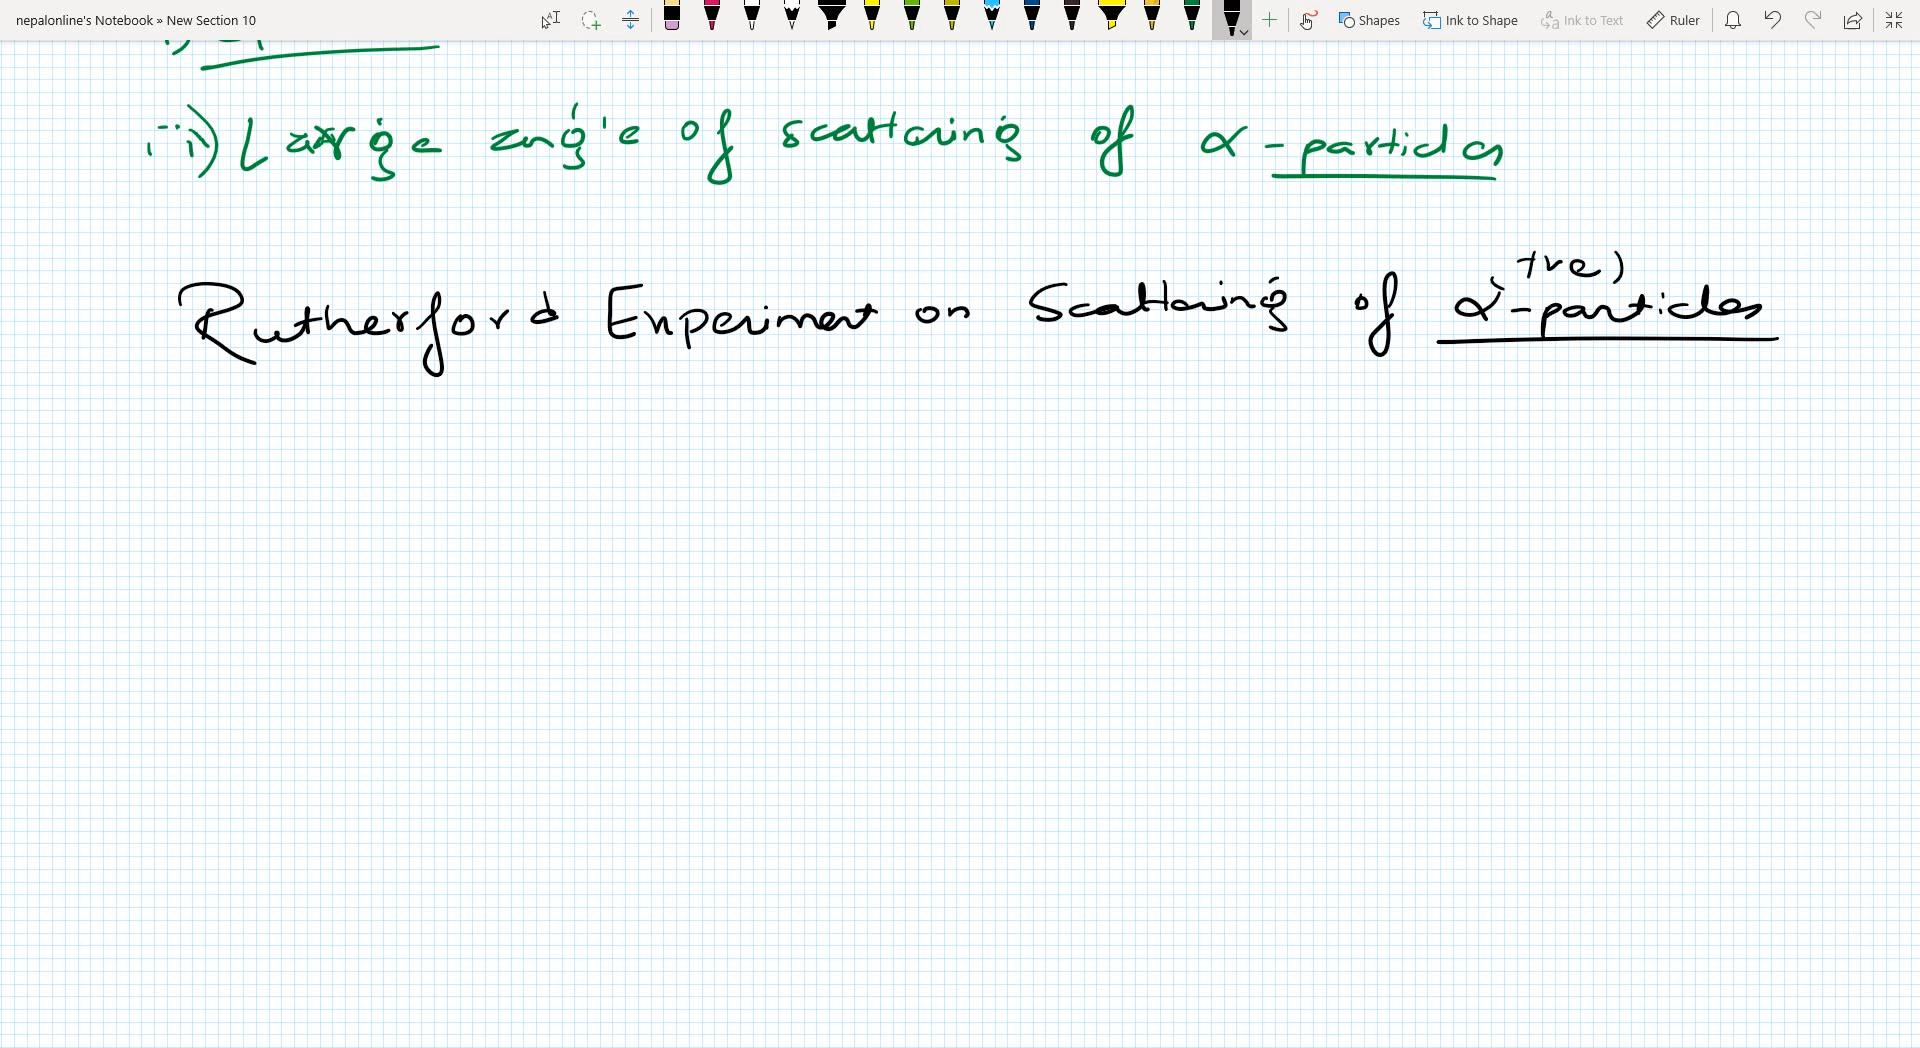 nepalonline's Notebook » New Section 10 Shapes Ink to Shape Ink to Text Ruler
ii) Large angle of scattering of α-particles
+ve)
Rutherford Experiment on Scattering of α-particles